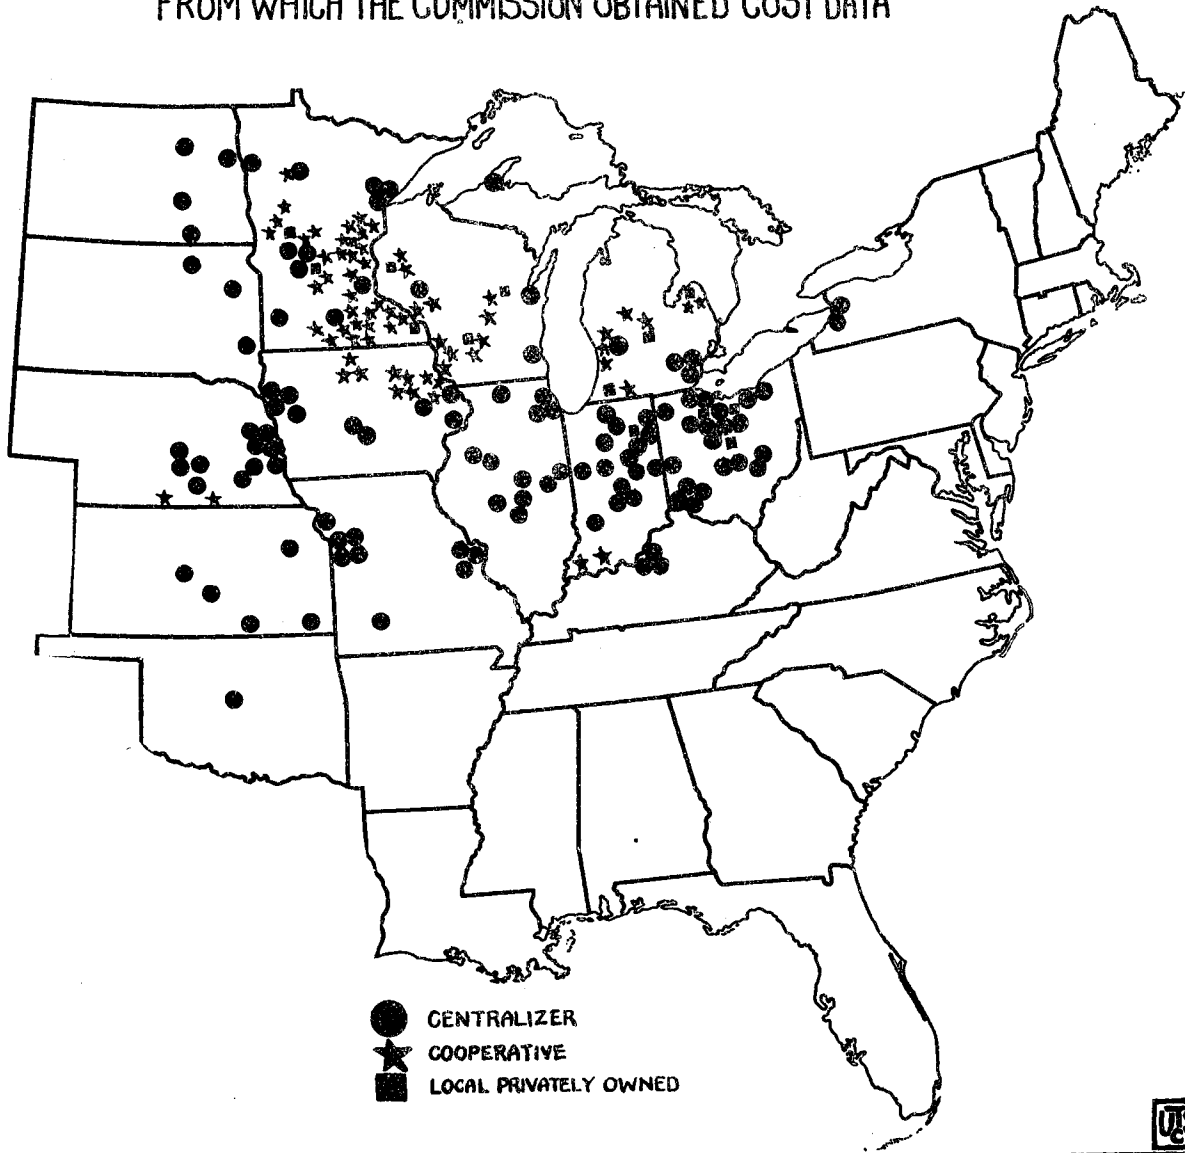 FROM WHICH THE COMMISSION OBTAINED COST DATA
CENTRALIZER
COOPERATIVE
LOCAL PRIVATELY OWNED